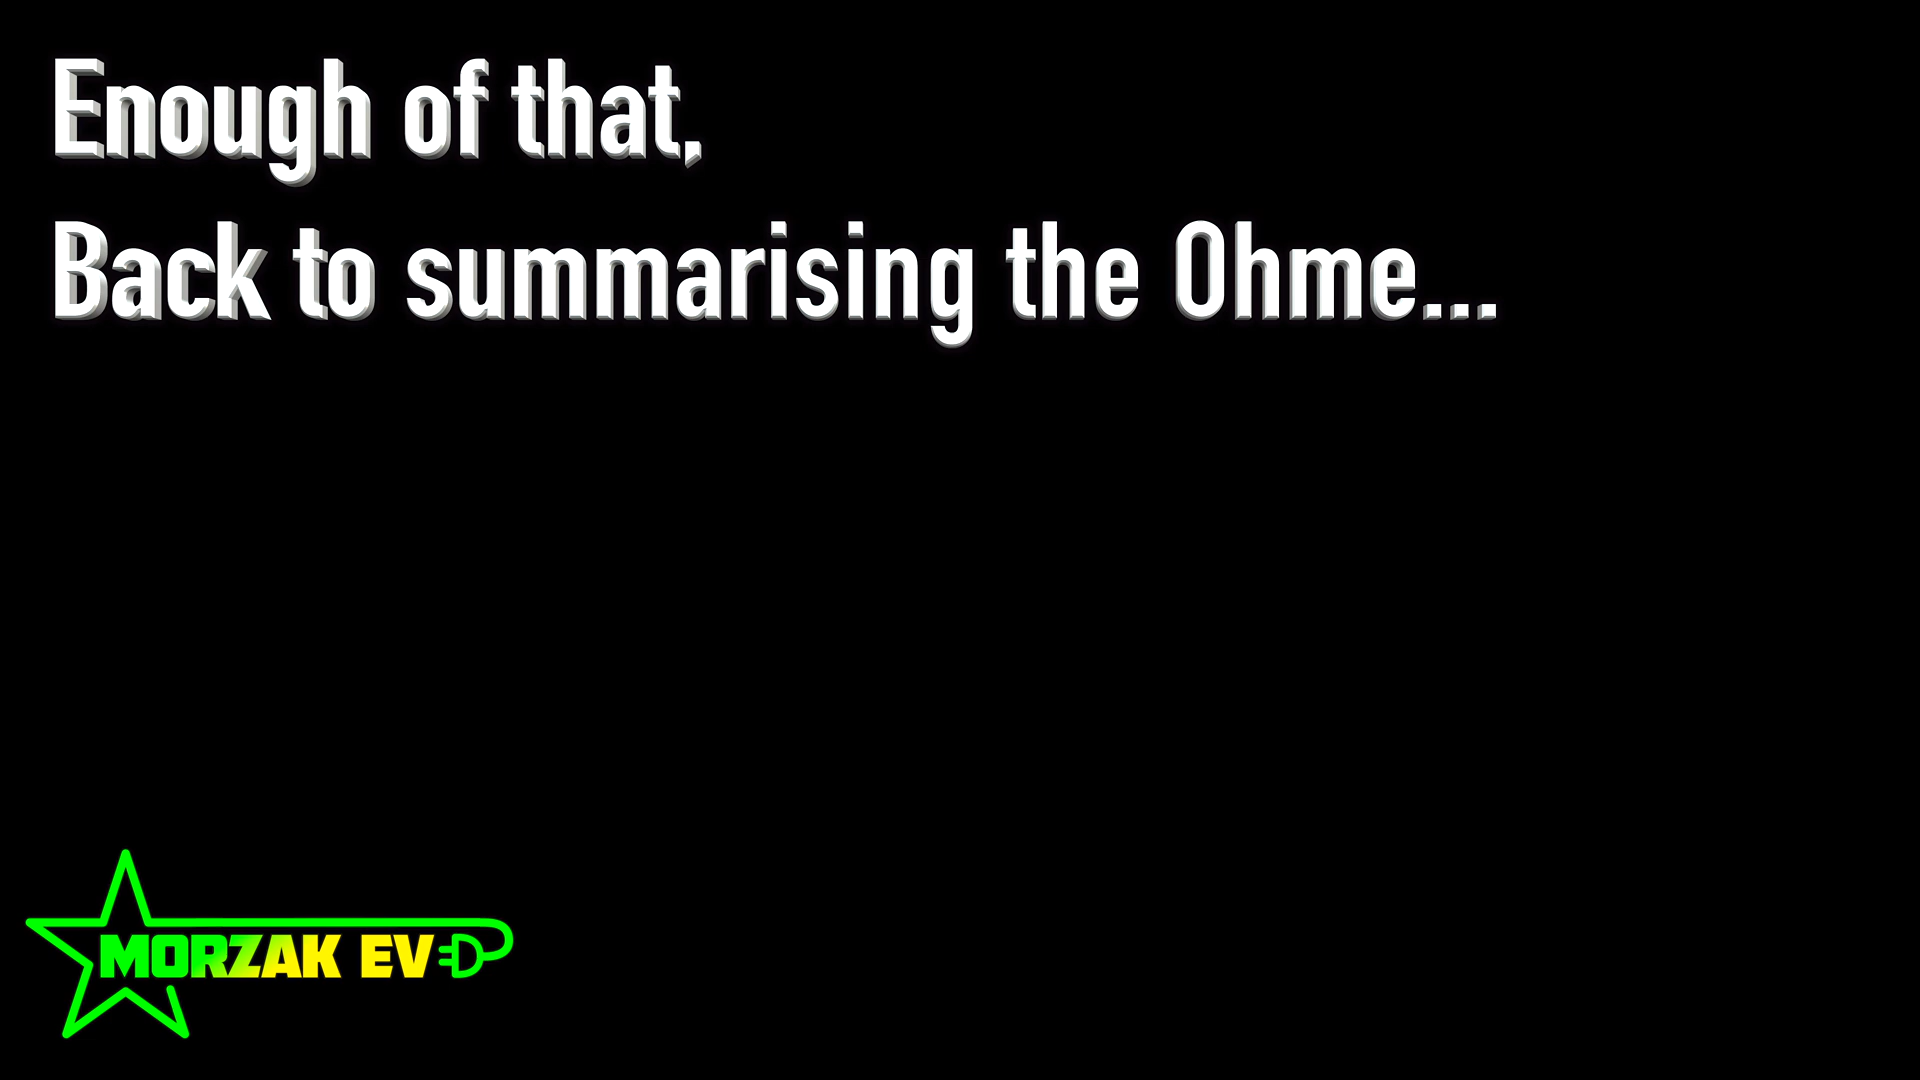 Enough of that,
Back to summarising the Ohme...
MORZAK EV